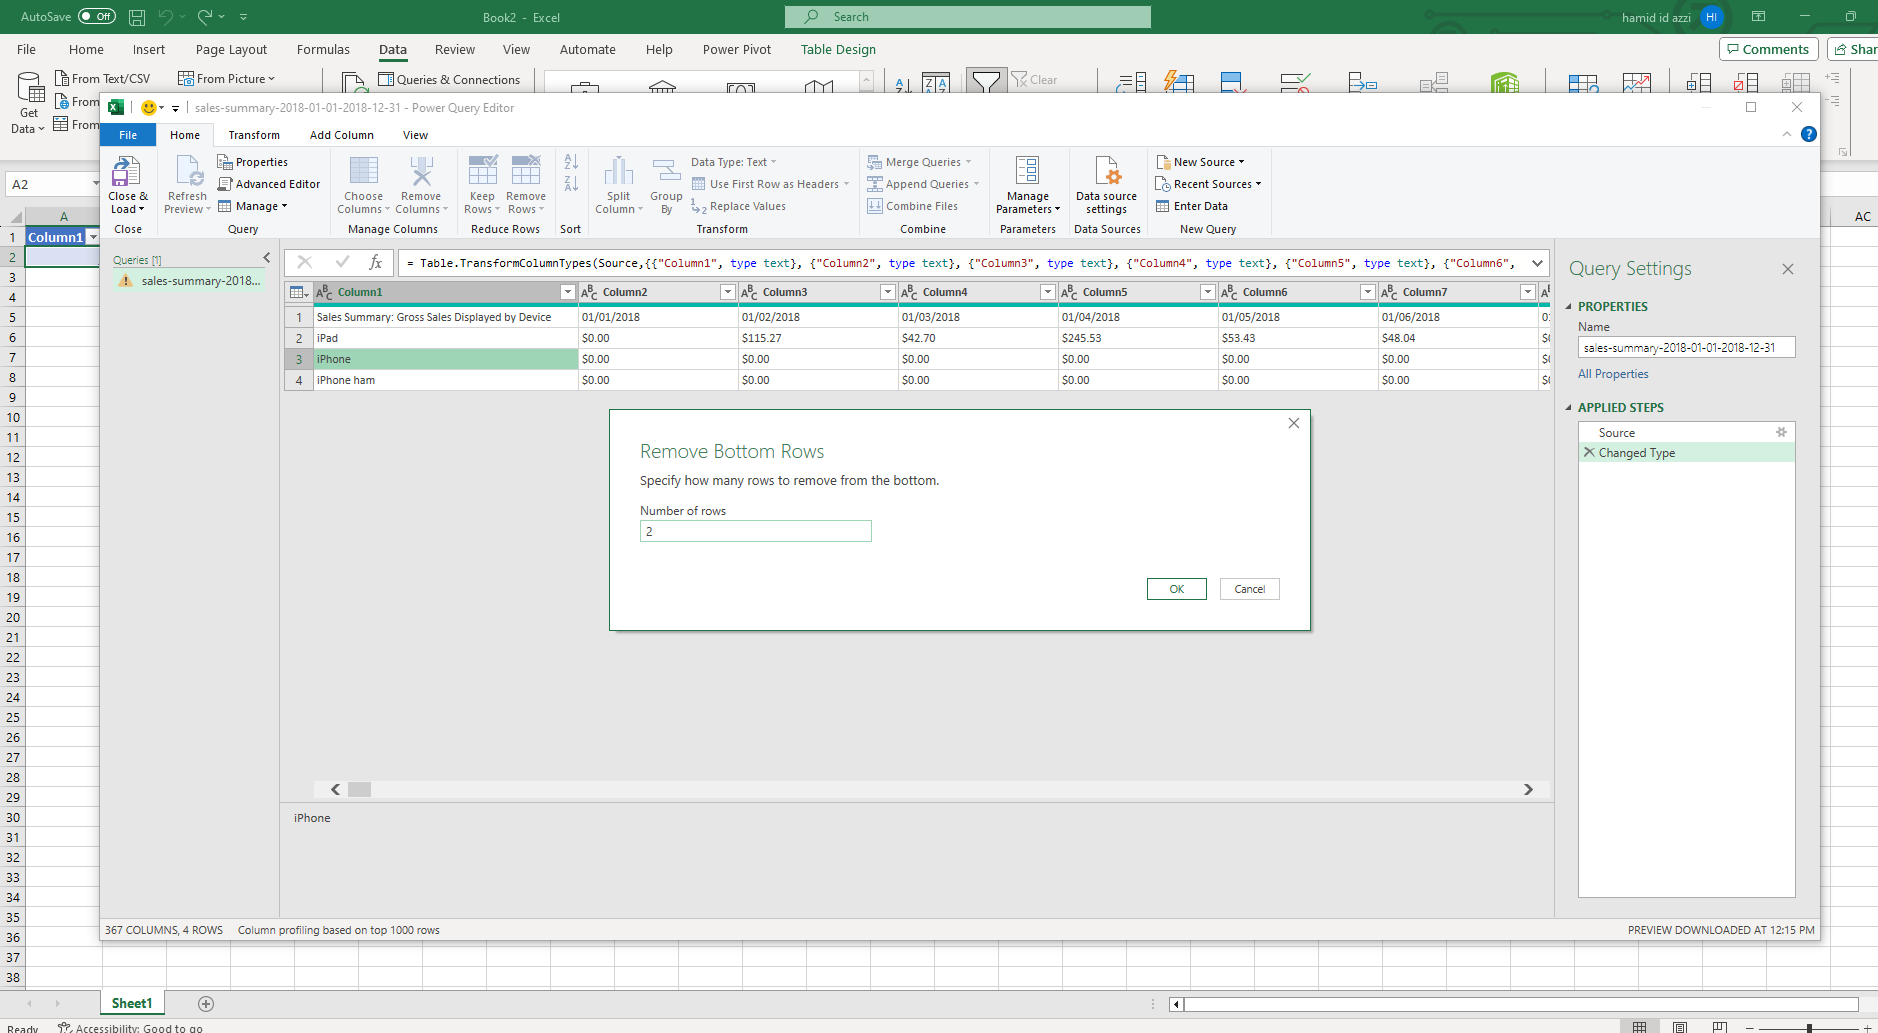 AutoSave Off
Book2 - Excel
Search
hamid id azzi HI
File Home Insert Page Layout Formulas Data Review View Automate Help Power Pivot Table Design
Comments
Shar
Get Data
From Text/CSV
From
From
From Picture
Queries & Connections
Clear
sales-summary-2018-01-01-2018-12-31 - Power Query Editor
File Home Transform Add Column View
Close & Load
Close
Refresh Preview
Properties
Advanced Editor
Manage
Query
Choose Columns
Remove Columns
Manage Columns
Keep Rows
Remove Rows
Reduce Rows
Sort
Split Column
Group By
Data Type: Text
Use First Row as Headers
Replace Values
Transform
Merge Queries
Append Queries
Combine Files
Combine
Manage Parameters
Parameters
Data source settings
Data Sources
New Source
Recent Sources
Enter Data
New Query
A2
A
AC
1 Column1
2
3
4
5
6
7
8
9
10
11
12
13
14
15
16
17
18
19
20
21
22
23
24
25
26
27
28
29
30
31
32
33
34
35
36
37
38
Queries [1]
sales-summary-2018...
fx
= Table.TransformColumnTypes(Source,{{"Column1", type text}, {"Column2", type text}, {"Column3", type text}, {"Column4", type text}, {"Column5", type text}, {"Column6",
ABC Column1 ABC Column2 ABC Column3 ABC Column4 ABC Column5 ABC Column6 ABC Column7
1 Sales Summary: Gross Sales Displayed by Device 01/01/2018 01/02/2018 01/03/2018 01/04/2018 01/05/2018 01/06/2018
2 iPad $0.00 $115.27 $42.70 $245.53 $53.43 $48.04
3 iPhone $0.00 $0.00 $0.00 $0.00 $0.00 $0.00
4 iPhone ham $0.00 $0.00 $0.00 $0.00 $0.00 $0.00
Remove Bottom Rows
Specify how many rows to remove from the bottom.
Number of rows
2
OK Cancel
iPhone
Query Settings
PROPERTIES
Name
sales-summary-2018-01-01-2018-12-31
All Properties
APPLIED STEPS
Source
Changed Type
367 COLUMNS, 4 ROWS Column profiling based on top 1000 rows
PREVIEW DOWNLOADED AT 12:15 PM
Sheet1
Ready Accessibility: Good to go